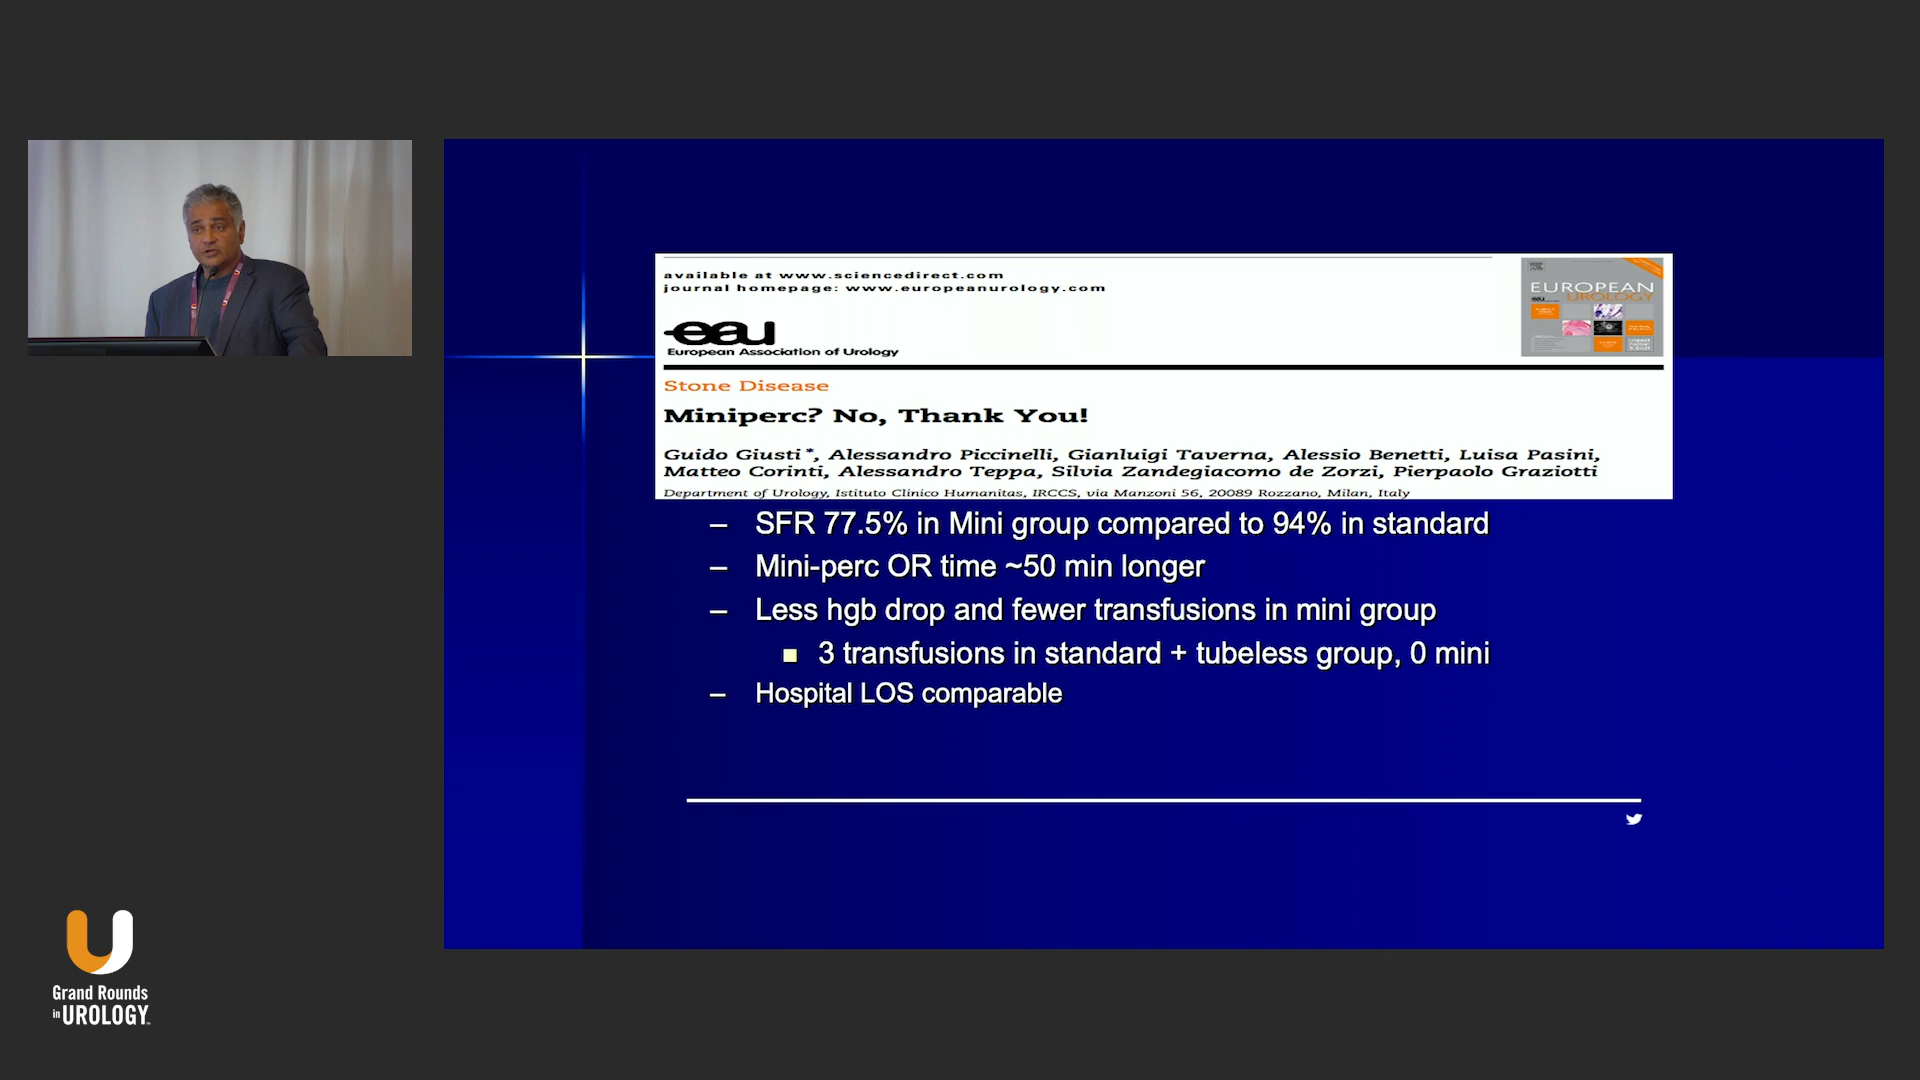 available at www.sciencedirect.com
journal homepage: www.europeanurology.com
eau
European Association of Urology
EUROPEAN
UROLOGY
Stone Disease
Miniperc? No, Thank You!
Guido Giusti*, Alessandro Piccinelli, Gianluigi Taverna, Alessio Benetti, Luisa Pasini,
Matteo Corinti, Alessandro Teppa, Silvia Zandegiacomo de Zorzi, Pierpaolo Graziotti
Department of Urology, Istituto Clinico Humanitas, IRCCS, via Manzoni 56, 20089 Rozzano, Milan, Italy
– SFR 77.5% in Mini group compared to 94% in standard
– Mini-perc OR time ~50 min longer
– Less hgb drop and fewer transfusions in mini group
■ 3 transfusions in standard + tubeless group, 0 mini
– Hospital LOS comparable
Grand Rounds
in UROLOGY